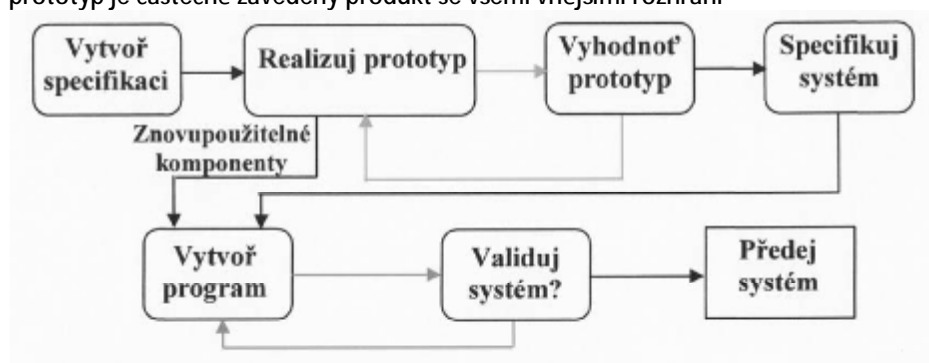 prototyp je částečně zavedený produkt se všemi vnějšími rozhraní
Vytvoř
specifikaci
Realizuj prototyp
Vyhodnoť
prototyp
Specifikuj
systém
Znovupoužitelné
komponenty
Vytvoř
program
Validuj
systém?
Předej
systém